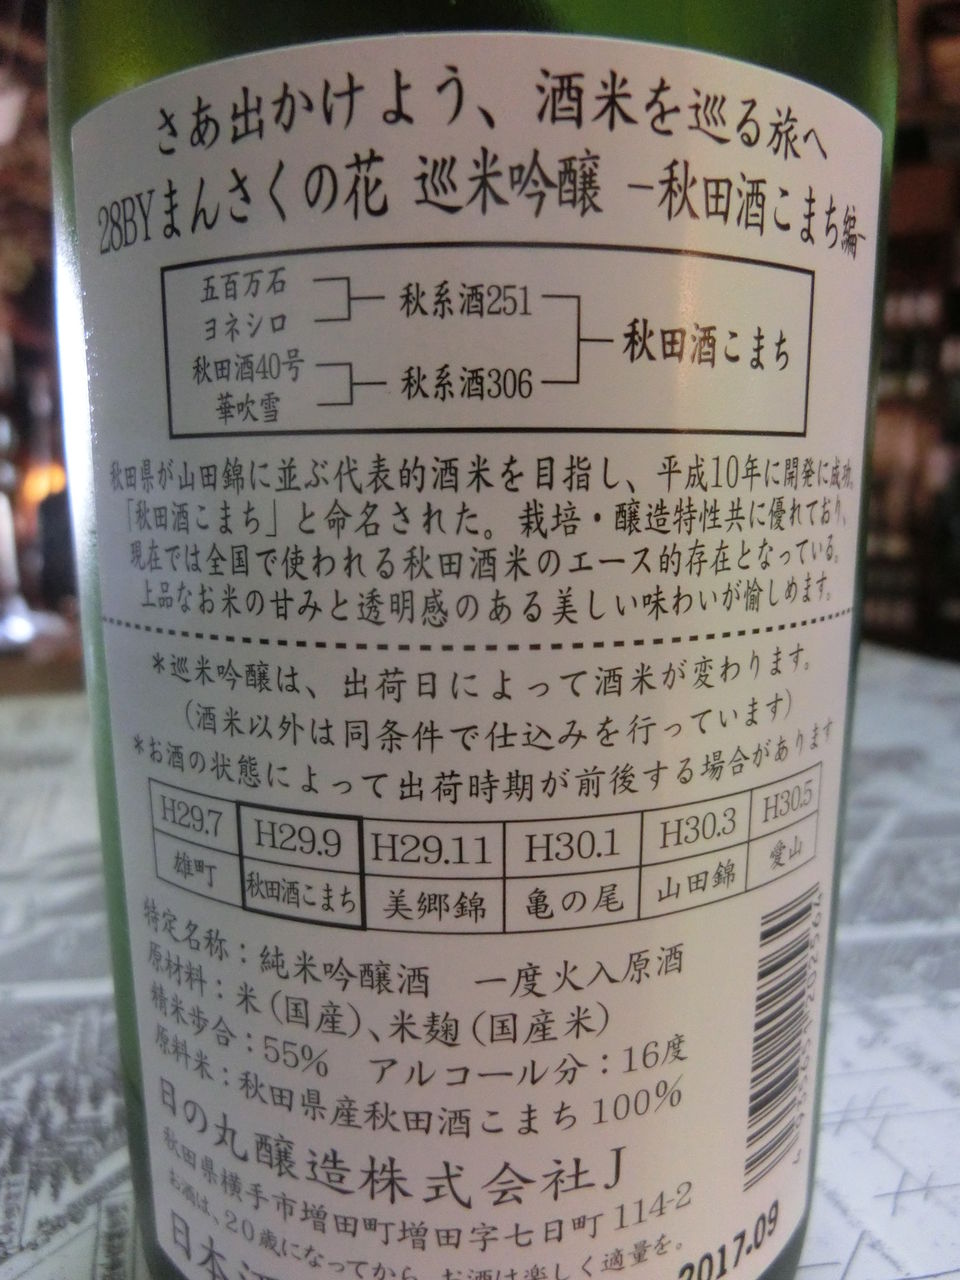 さあ出かけよう、酒米を巡る旅へ
28BYまんさくの花 巡米吟醸 −秋田酒こまち編−
五百万石
ヨネシロ
秋田酒40号
華吹雪
秋系酒251
秋系酒306
秋田酒こまち
秋田県が山田錦に並ぶ代表的酒米を目指し、平成10年に開発に成功。
「秋田酒こまち」と命名された。栽培・醸造特性共に優れており、
現在では全国で使われる秋田酒米のエース的存在となっている。
上品なお米の甘みと透明感のある美しい味わいが愉しめます。
*巡米吟醸は、出荷日によって酒米が変わります。
(酒米以外は同条件で仕込みを行っています)
*お酒の状態によって出荷時期が前後する場合があります
H29.7 H29.9 H29.11 H30.1 H30.3 H30.5
雄町 秋田酒こまち 美郷錦 亀の尾 山田錦 愛山
特定名称：純米吟醸酒 一度火入原酒
原材料：米(国産)、米麹(国産米)
精米歩合：55% アルコール分：16度
原料米：秋田県産秋田酒こまち100%
日の丸醸造株式会社J
秋田県横手市増田町増田字七日町114-2
お酒は、20歳になってから。お酒は楽しく適量を。
日本酒
2017.09